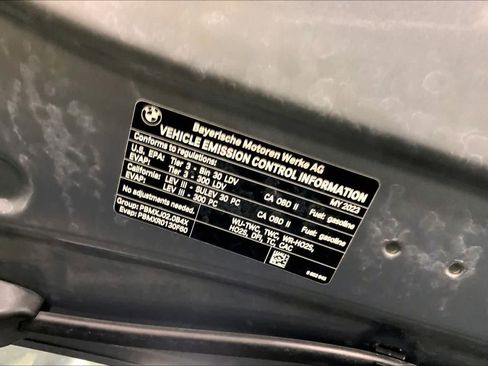 BMW
Bayerische Motoren Werke AG
VEHICLE EMISSION CONTROL INFORMATION
Conforms to regulations: MY 2023
U.S. EPA: Tier 3 - Bin 30 LDV CA OBD II Fuel: gasoline
EVAP: Tier 3 - 300 LDV
California: LEV III - SULEV 30 PC CA OBD II Fuel: gasoline
EVAP: LEV III - 300 PC
No adjustments needed. WU-TWC, TWC, WR-HO2S,
Group: PBMXJ02.0B4X HO2S, DFI, TC, CAC
Evap: PBMXR0130F60